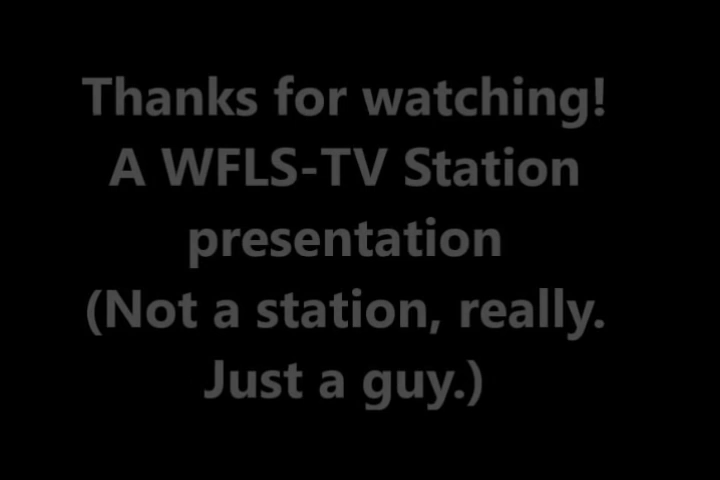 Thanks for watching!
A WFLS-TV Station
presentation
(Not a station, really.
Just a guy.)